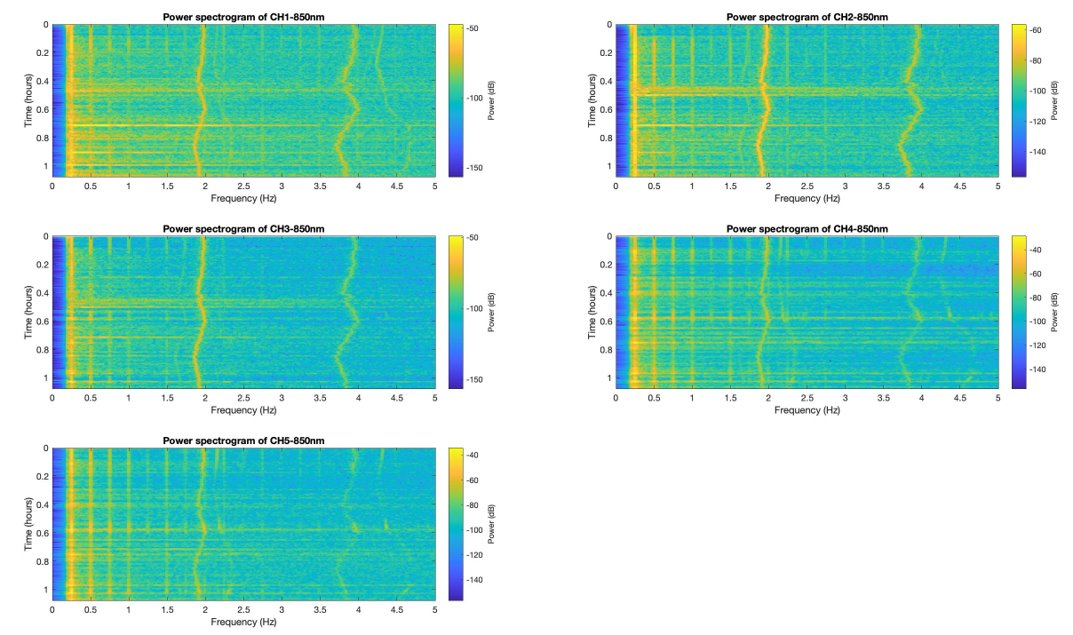 Power spectrogram of CH1-850nm
0
0.2
0.4
0.6
0.8
1
Time (hours)
0 0.5 1 1.5 2 2.5 3 3.5 4 4.5 5
Frequency (Hz)
-50
-100
-150
Power (dB)
Power spectrogram of CH2-850nm
0
0.2
0.4
0.6
0.8
1
Time (hours)
0 0.5 1 1.5 2 2.5 3 3.5 4 4.5 5
Frequency (Hz)
-60
-80
-100
-120
-140
Power (dB)
Power spectrogram of CH3-850nm
0
0.2
0.4
0.6
0.8
1
Time (hours)
0 0.5 1 1.5 2 2.5 3 3.5 4 4.5 5
Frequency (Hz)
-50
-100
-150
Power (dB)
Power spectrogram of CH4-850nm
0
0.2
0.4
0.6
0.8
1
Time (hours)
0 0.5 1 1.5 2 2.5 3 3.5 4 4.5 5
Frequency (Hz)
-40
-60
-80
-100
-120
-140
Power (dB)
Power spectrogram of CH5-850nm
0
0.2
0.4
0.6
0.8
1
Time (hours)
0 0.5 1 1.5 2 2.5 3 3.5 4 4.5 5
Frequency (Hz)
-40
-60
-80
-100
-120
-140
Power (dB)